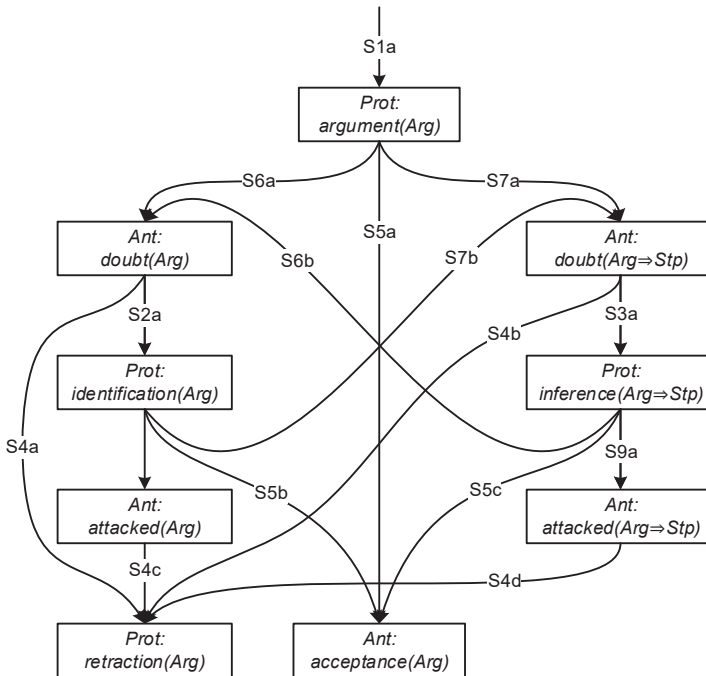 S1a
Prot:
argument(Arg)
S6a
S7a
Ant:
doubt(Arg)
S5a
Ant:
doubt(Arg⇒Stp)
S6b
S7b
S2a
S4b
S3a
Prot:
identification(Arg)
Prot:
inference(Arg⇒Stp)
S4a
S9a
S5b
S5c
Ant:
attacked(Arg)
Ant:
attacked(Arg⇒Stp)
S4c
S4d
Prot:
retraction(Arg)
Ant:
acceptance(Arg)